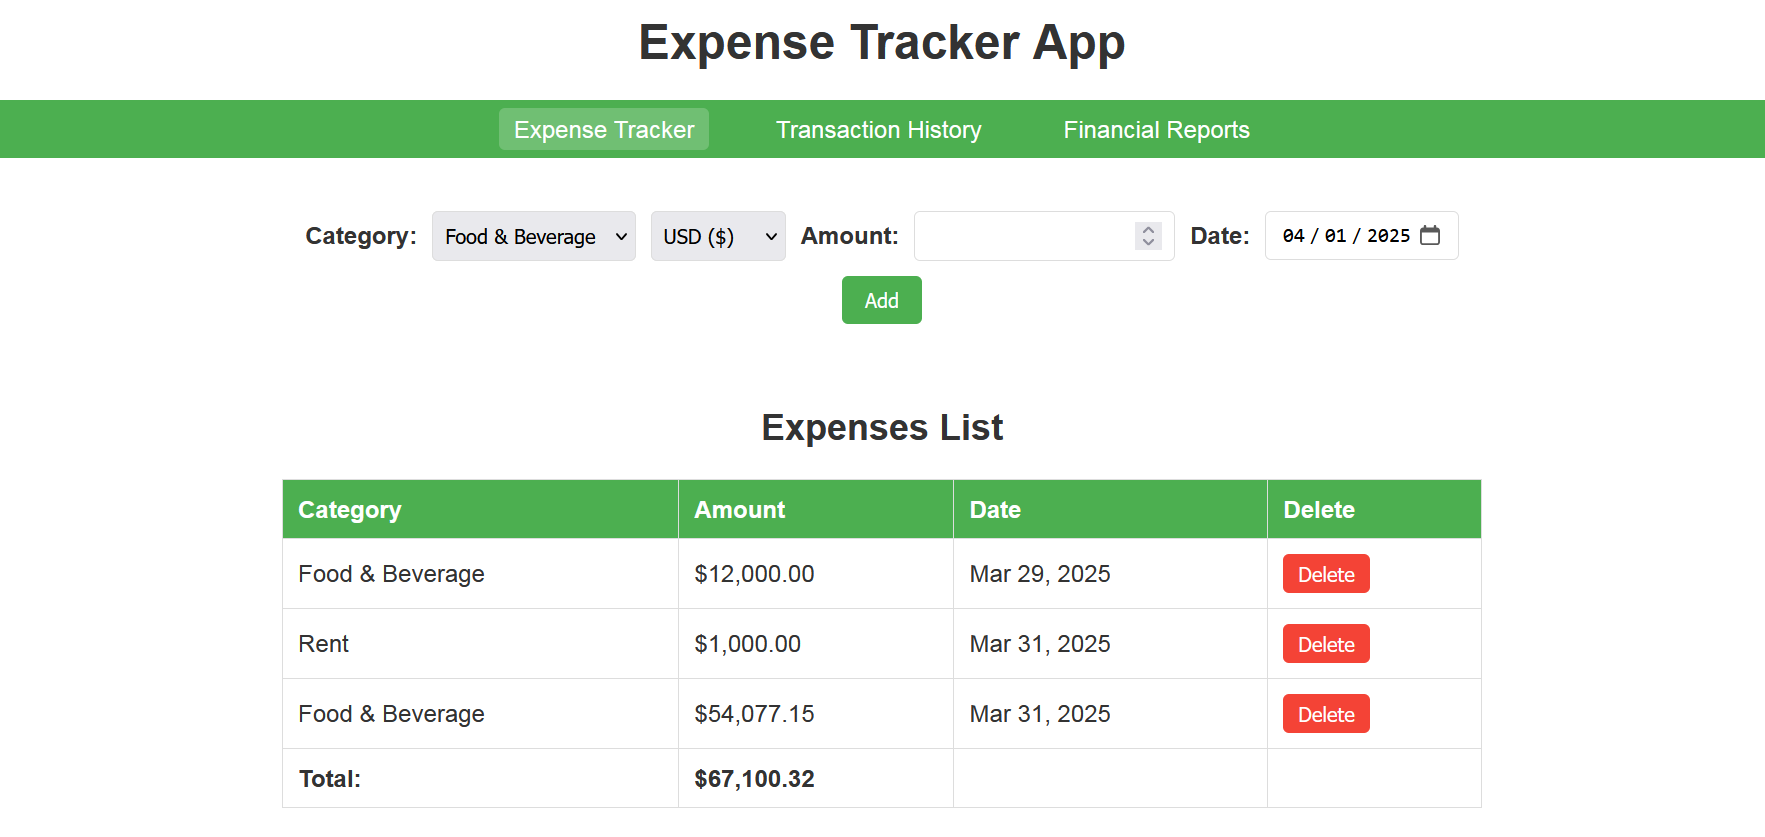 Expense Tracker App
Expense Tracker Transaction History Financial Reports
Category: Food & Beverage USD ($) Amount: Date: 04 / 01 / 2025
Add
Expenses List
Category Amount Date Delete
Food & Beverage $12,000.00 Mar 29, 2025 Delete
Rent $1,000.00 Mar 31, 2025 Delete
Food & Beverage $54,077.15 Mar 31, 2025 Delete
Total: $67,100.32